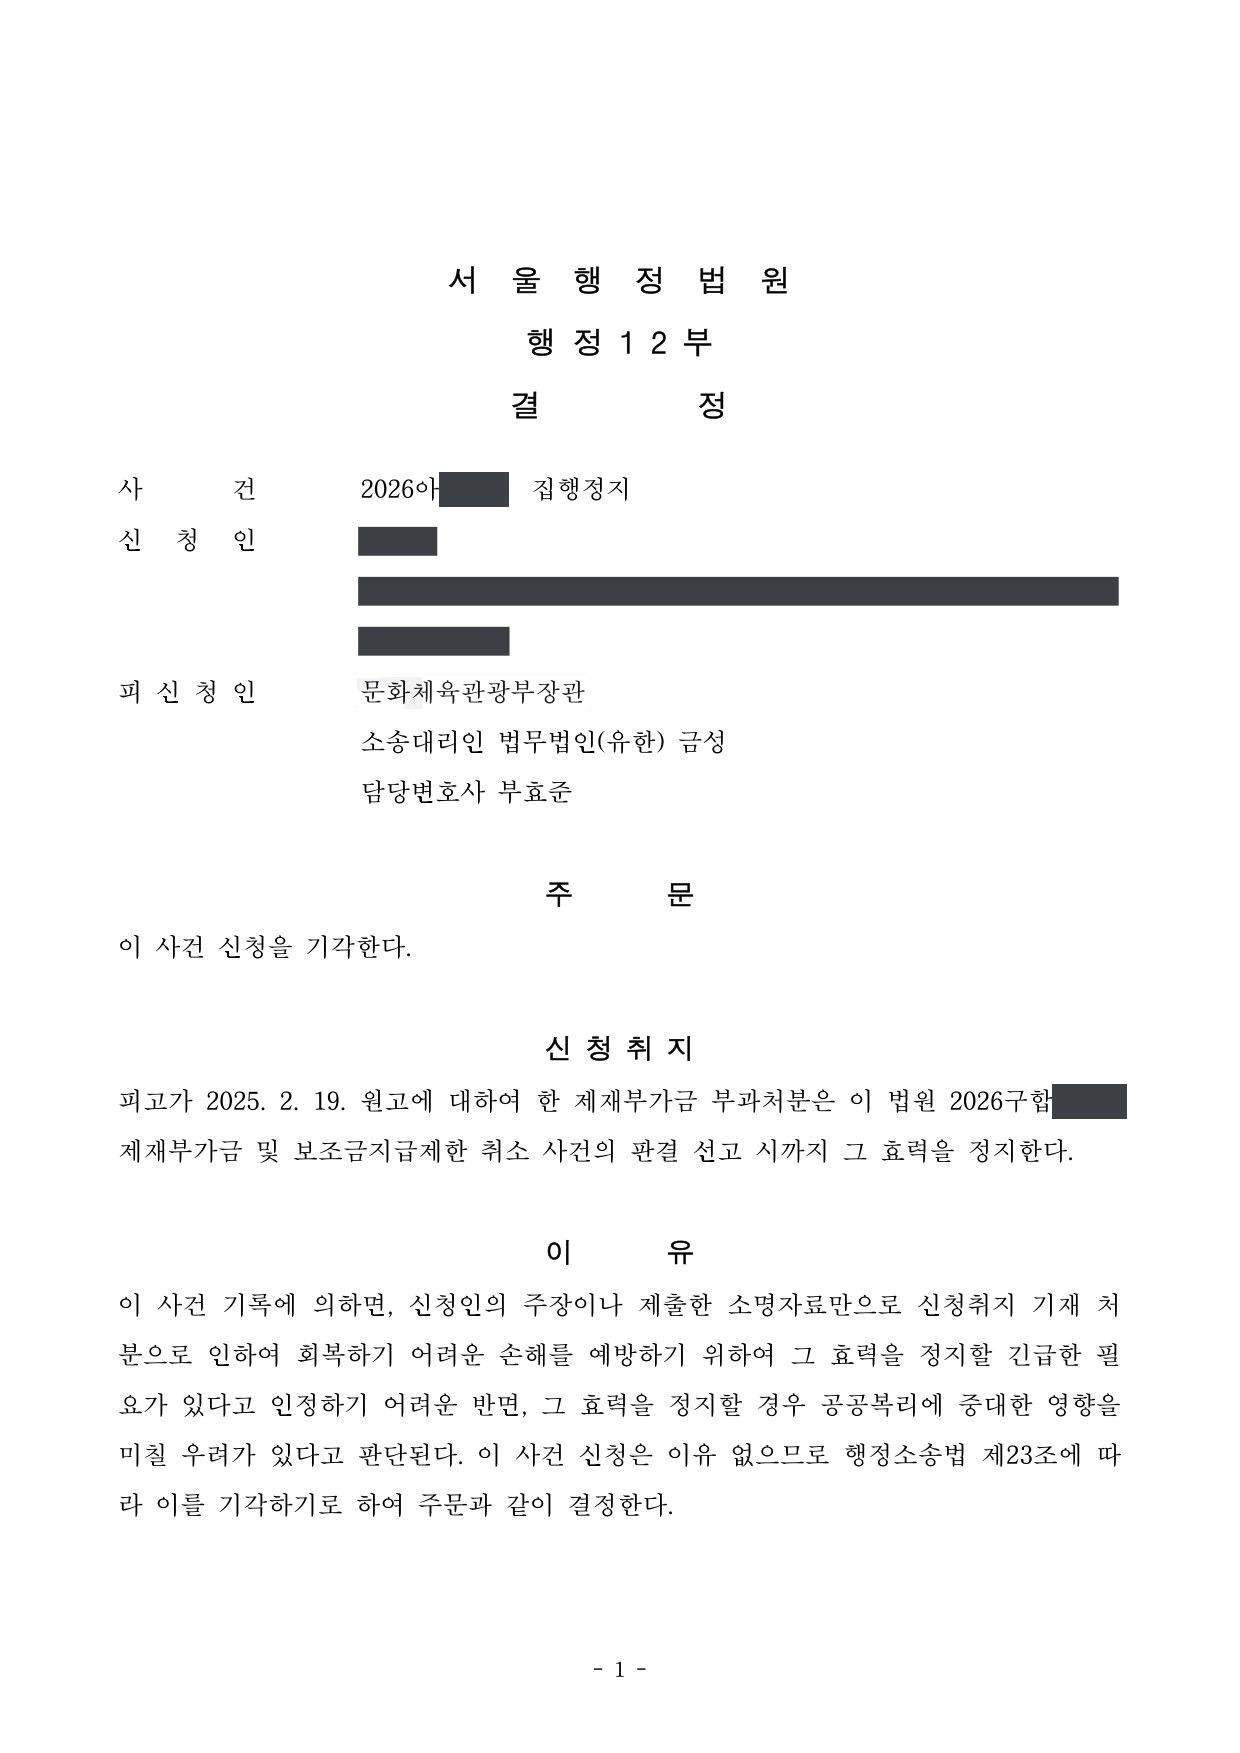 서 울 행 정 법 원
행 정 1 2 부
결 정
사 건 2026아 집행정지
신 청 인
피 신 청 인 문화체육관광부장관
소송대리인 법무법인(유한) 금성
담당변호사 부효준
주 문
이 사건 신청을 기각한다.
신 청 취 지
피고가 2025. 2. 19. 원고에 대하여 한 제재부가금 부과처분은 이 법원 2026구합
제재부가금 및 보조금지급제한 취소 사건의 판결 선고 시까지 그 효력을 정지한다.
이 유
이 사건 기록에 의하면, 신청인의 주장이나 제출한 소명자료만으로 신청취지 기재 처
분으로 인하여 회복하기 어려운 손해를 예방하기 위하여 그 효력을 정지할 긴급한 필
요가 있다고 인정하기 어려운 반면, 그 효력을 정지할 경우 공공복리에 중대한 영향을
미칠 우려가 있다고 판단된다. 이 사건 신청은 이유 없으므로 행정소송법 제23조에 따
라 이를 기각하기로 하여 주문과 같이 결정한다.
- 1 -